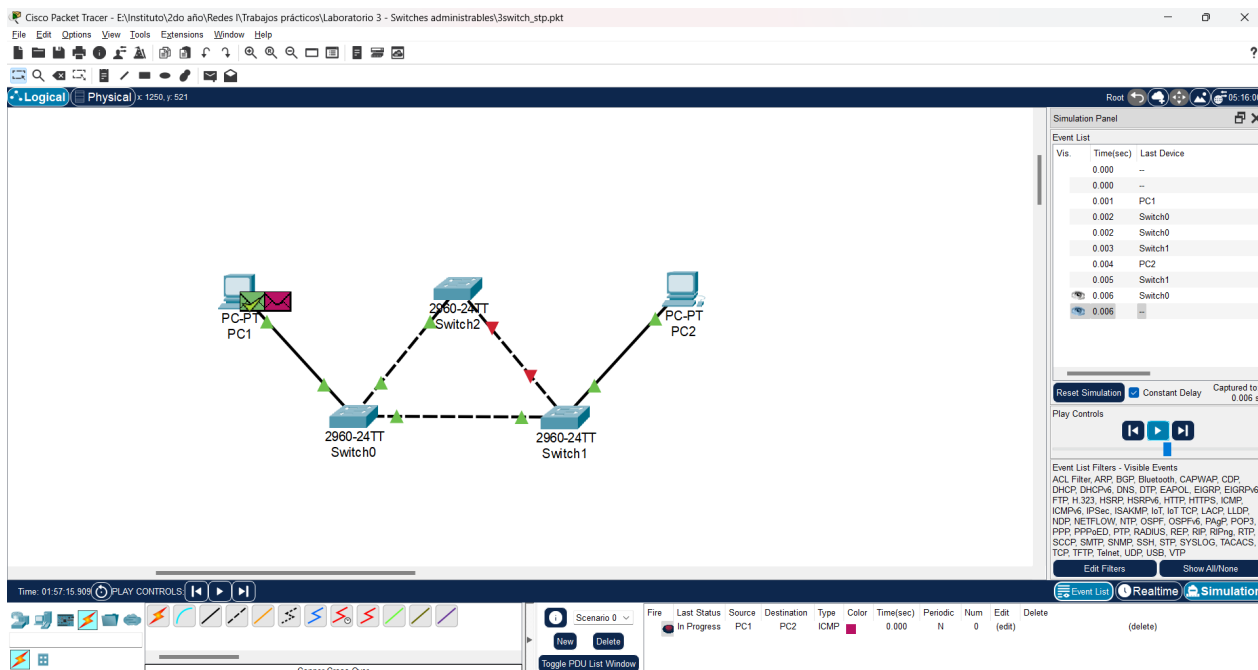 Cisco Packet Tracer - E:\Instituto\2do año\Redes I\Trabajos prácticos\Laboratorio 3 - Switches administrables\3switch_stp.pkt
File Edit Options View Tools Extensions Window Help
?
Logical Physical x: 1250, y: 521 Root 05:16:00
Simulation Panel
Event List
Vis. Time(sec) Last Device
0.000 --
0.000 --
0.001 PC1
0.002 Switch0
0.002 Switch0
0.003 Switch1
0.004 PC2
0.005 Switch1
0.006 Switch0
0.006 --
PC-PT
PC1
2960-24TT
Switch2
PC-PT
PC2
2960-24TT
Switch0
2960-24TT
Switch1
Reset Simulation Constant Delay Captured to
0.006 s
Play Controls
Event List Filters - Visible Events
ACL Filter, ARP, BGP, Bluetooth, CAPWAP, CDP,
DHCP, DHCPv6, DNS, DTP, EAPOL, EIGRP, EIGRPv6
FTP, H.323, HSRP, HSRPv6, HTTP, HTTPS, ICMP,
ICMPv6, IPSec, ISAKMP, IoT, IoT TCP, LACP, LLDP,
NDP, NETFLOW, NTP, OSPF, OSPFv6, PAgP, POP3,
PPP, PPPoED, PTP, RADIUS, REP, RIP, RIPng, RTP,
SCCP, SMTP, SNMP, SSH, STP, SYSLOG, TACACS,
TCP, TFTP, Telnet, UDP, USB, VTP
Edit Filters Show All/None
Time: 01:57:15.909 PLAY CONTROLS: Event List Realtime Simulation
Scenario 0
New Delete
Toggle PDU List Window
Fire Last Status Source Destination Type Color Time(sec) Periodic Num Edit Delete
In Progress PC1 PC2 ICMP 0.000 N 0 (edit) (delete)